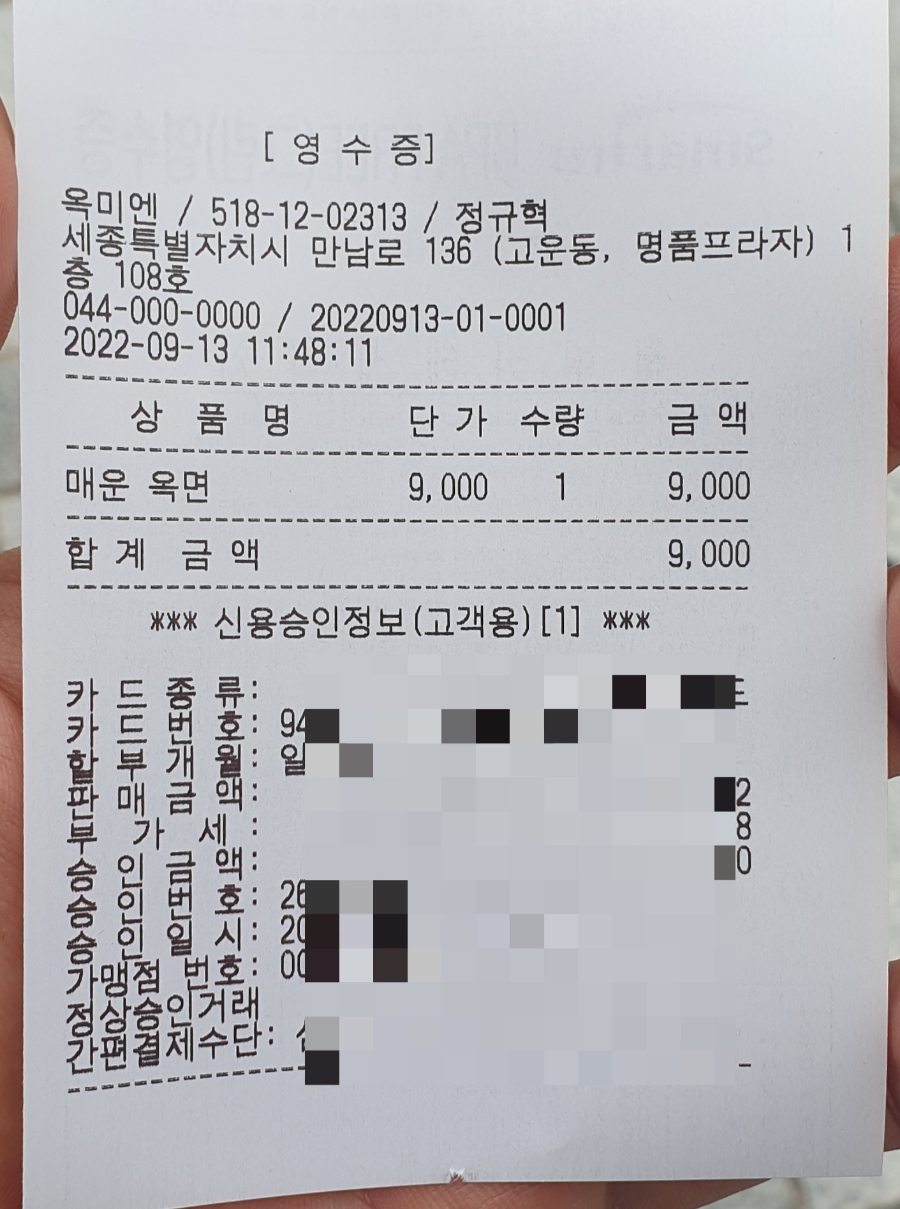 [ 영 수 증]
옥미엔 / 518-12-02313 / 정규혁
세종특별자치시 만남로 136 (고운동, 명품프라자) 1
층 108호
044-000-0000 / 20220913-01-0001
2022-09-13 11:48:11
상 품 명 단 가 수량 금 액
매운 옥면 9,000 1 9,000
합 계 금 액 9,000
*** 신용승인정보(고객용)[1] ***
카 드 종 류:
카 드 번 호: 94
할 부 개 월: 일
판 매 금 액: 2
부 가 세 : 8
승 인 금 액: 0
승 인 번 호: 26
승 인 일 시: 20
가맹점 번호: 00
정상승인거래
간편결제수단: